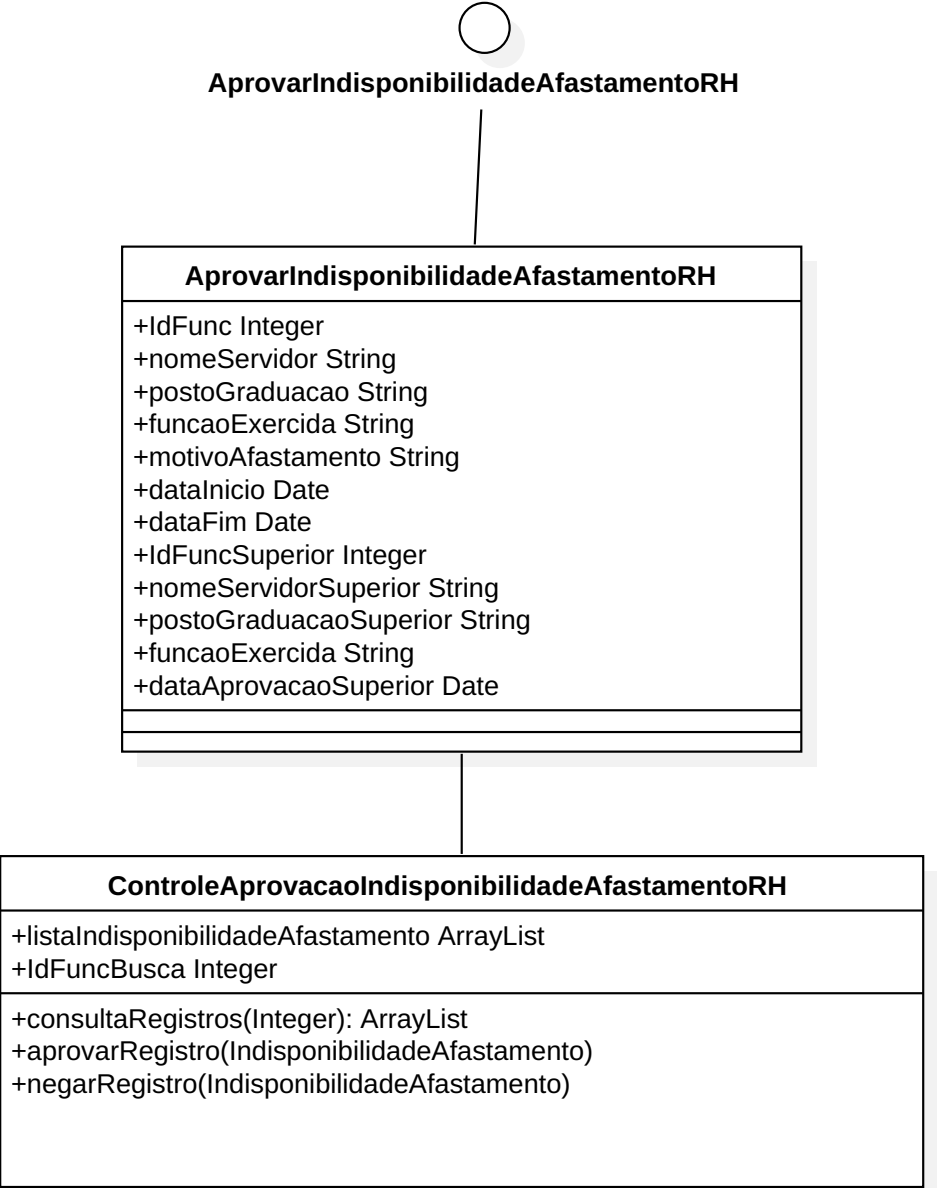 AprovarIndisponibilidadeAfastamentoRH
AprovarIndisponibilidadeAfastamentoRH
+IdFunc Integer
+nomeServidor String
+postoGraduacao String
+funcaoExercida String
+motivoAfastamento String
+dataInicio Date
+dataFim Date
+IdFuncSuperior Integer
+nomeServidorSuperior String
+postoGraduacaoSuperior String
+funcaoExercida String
+dataAprovacaoSuperior Date
ControleAprovacaoIndisponibilidadeAfastamentoRH
+listaIndisponibilidadeAfastamento ArrayList
+IdFuncBusca Integer
+consultaRegistros(Integer): ArrayList
+aprovarRegistro(IndisponibilidadeAfastamento)
+negarRegistro(IndisponibilidadeAfastamento)